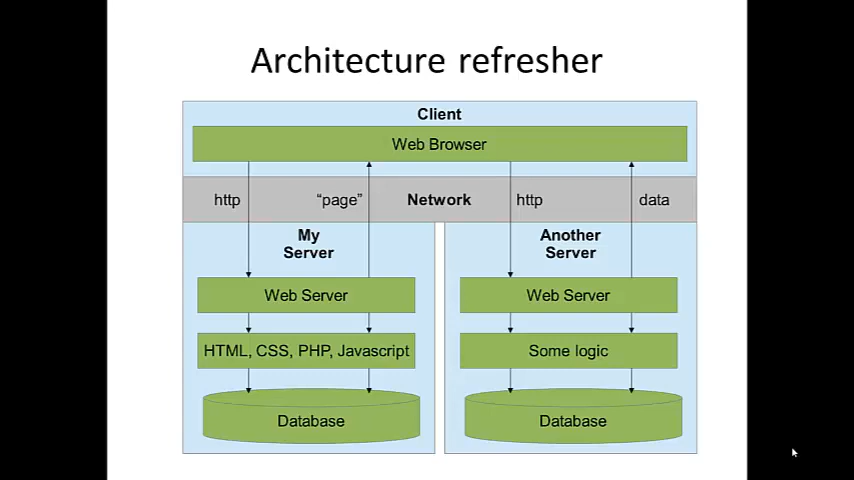 Architecture refresher
Client
Web Browser
http
“page”
Network
http
data
My
Server
Another
Server
Web Server
Web Server
HTML, CSS, PHP, Javascript
Some logic
Database
Database